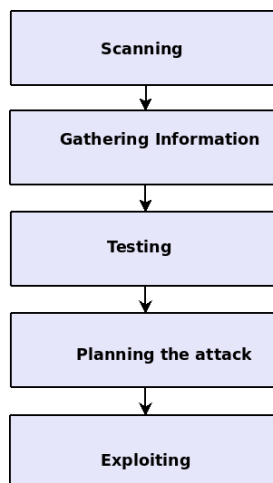 Scanning
Gathering Information
Testing
Planning the attack
Exploiting